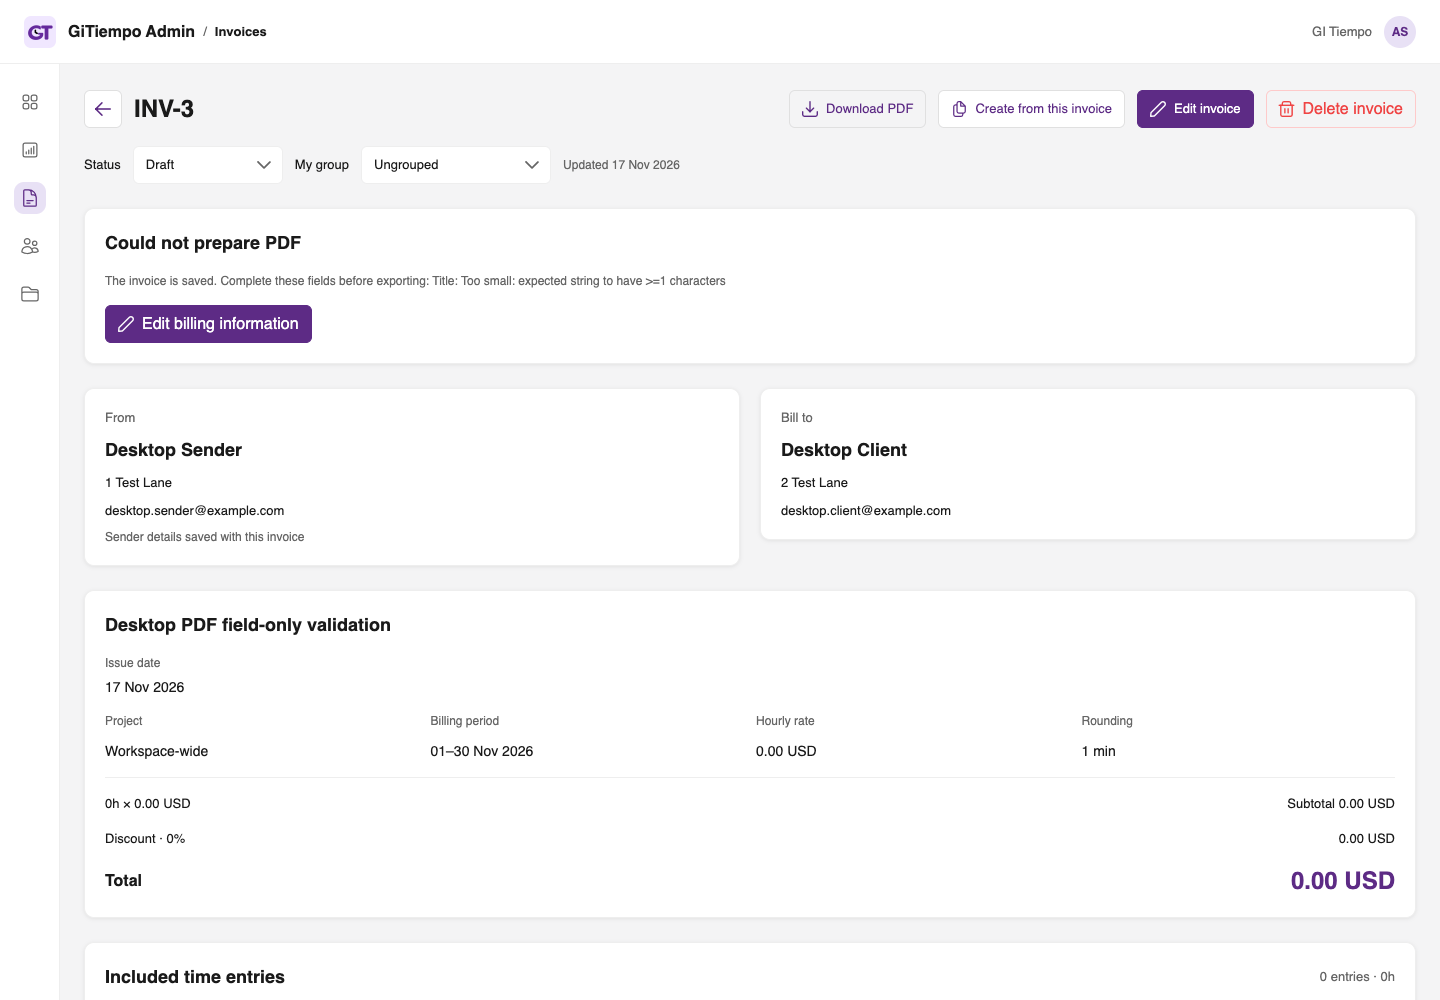 GT GiTiempo Admin / Invoices
GI Tiempo AS
INV-3
Download PDF
Create from this invoice
Edit invoice
Delete invoice
Status Draft My group Ungrouped Updated 17 Nov 2026
Could not prepare PDF
The invoice is saved. Complete these fields before exporting: Title: Too small: expected string to have >=1 characters
Edit billing information
From
Desktop Sender
1 Test Lane
desktop.sender@example.com
Sender details saved with this invoice
Bill to
Desktop Client
2 Test Lane
desktop.client@example.com
Desktop PDF field-only validation
Issue date
17 Nov 2026
Project Billing period Hourly rate Rounding
Workspace-wide 01–30 Nov 2026 0.00 USD 1 min
0h × 0.00 USD Subtotal 0.00 USD
Discount · 0% 0.00 USD
Total 0.00 USD
Included time entries 0 entries · 0h